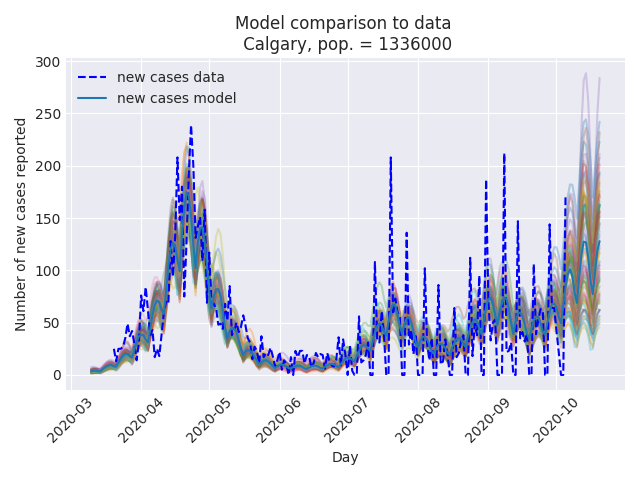 Model comparison to data
Calgary, pop. = 1336000
new cases data
new cases model
Number of new cases reported
300
250
200
150
100
50
0
2020-03
2020-04
2020-05
2020-06
2020-07
2020-08
2020-09
2020-10
Day